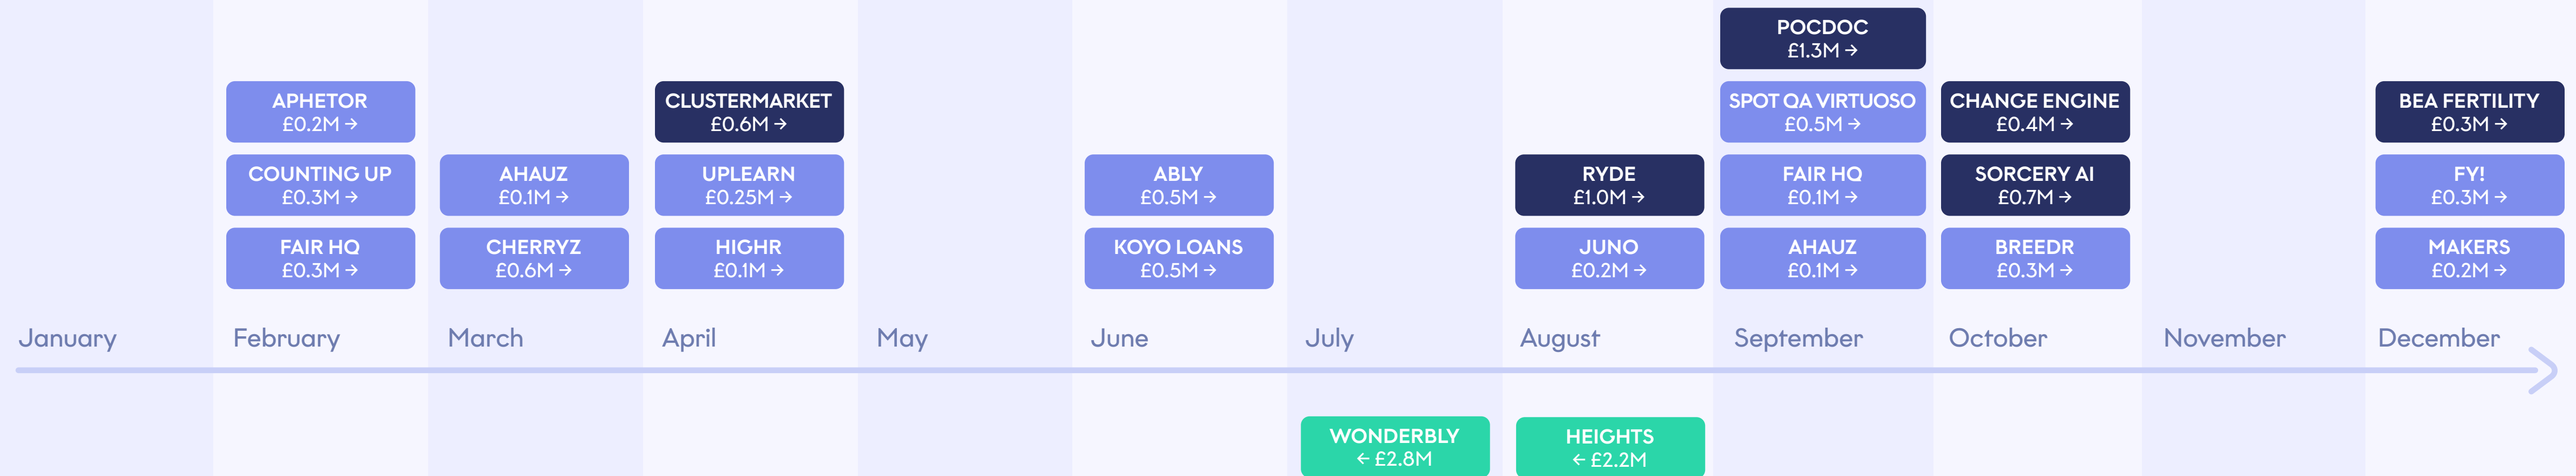 POCDOC
£1.3M →
APHETOR
£0.2M →
CLUSTERMARKET
£0.6M →
SPOT QA VIRTUOSO
£0.5M →
CHANGE ENGINE
£0.4M →
BEA FERTILITY
£0.3M →
COUNTING UP
£0.3M →
AHAUZ
£0.1M →
UPLEARN
£0.25M →
ABLY
£0.5M →
RYDE
£1.0M →
FAIR HQ
£0.1M →
SORCERY AI
£0.7M →
FY!
£0.3M →
FAIR HQ
£0.3M →
CHERRYZ
£0.6M →
HIGHR
£0.1M →
KOYO LOANS
£0.5M →
JUNO
£0.2M →
AHAUZ
£0.1M →
BREEDR
£0.3M →
MAKERS
£0.2M →
January February March April May June July August September October November December
WONDERBLY
← £2.8M
HEIGHTS
← £2.2M